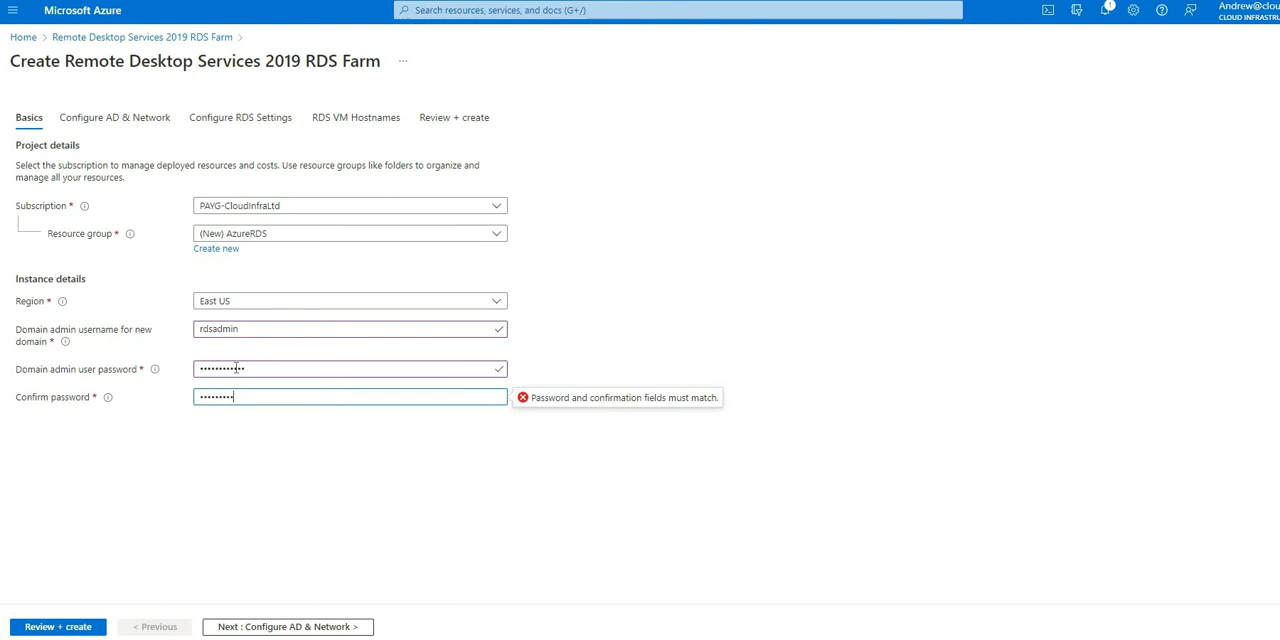 Microsoft Azure
Search resources, services, and docs (G+/)
1
Andrew@clou
CLOUD INFRASTRU
Home > Remote Desktop Services 2019 RDS Farm >
Create Remote Desktop Services 2019 RDS Farm ...
Basics Configure AD & Network Configure RDS Settings RDS VM Hostnames Review + create
Project details
Select the subscription to manage deployed resources and costs. Use resource groups like folders to organize and
manage all your resources.
Subscription * PAYG-CloudInfraLtd
Resource group * (New) AzureRDS
Create new
Instance details
Region * East US
Domain admin username for new
domain * rdsadmin
Domain admin user password * ••••••••••••
Confirm password * •••••••••
Password and confirmation fields must match.
Review + create < Previous Next : Configure AD & Network >